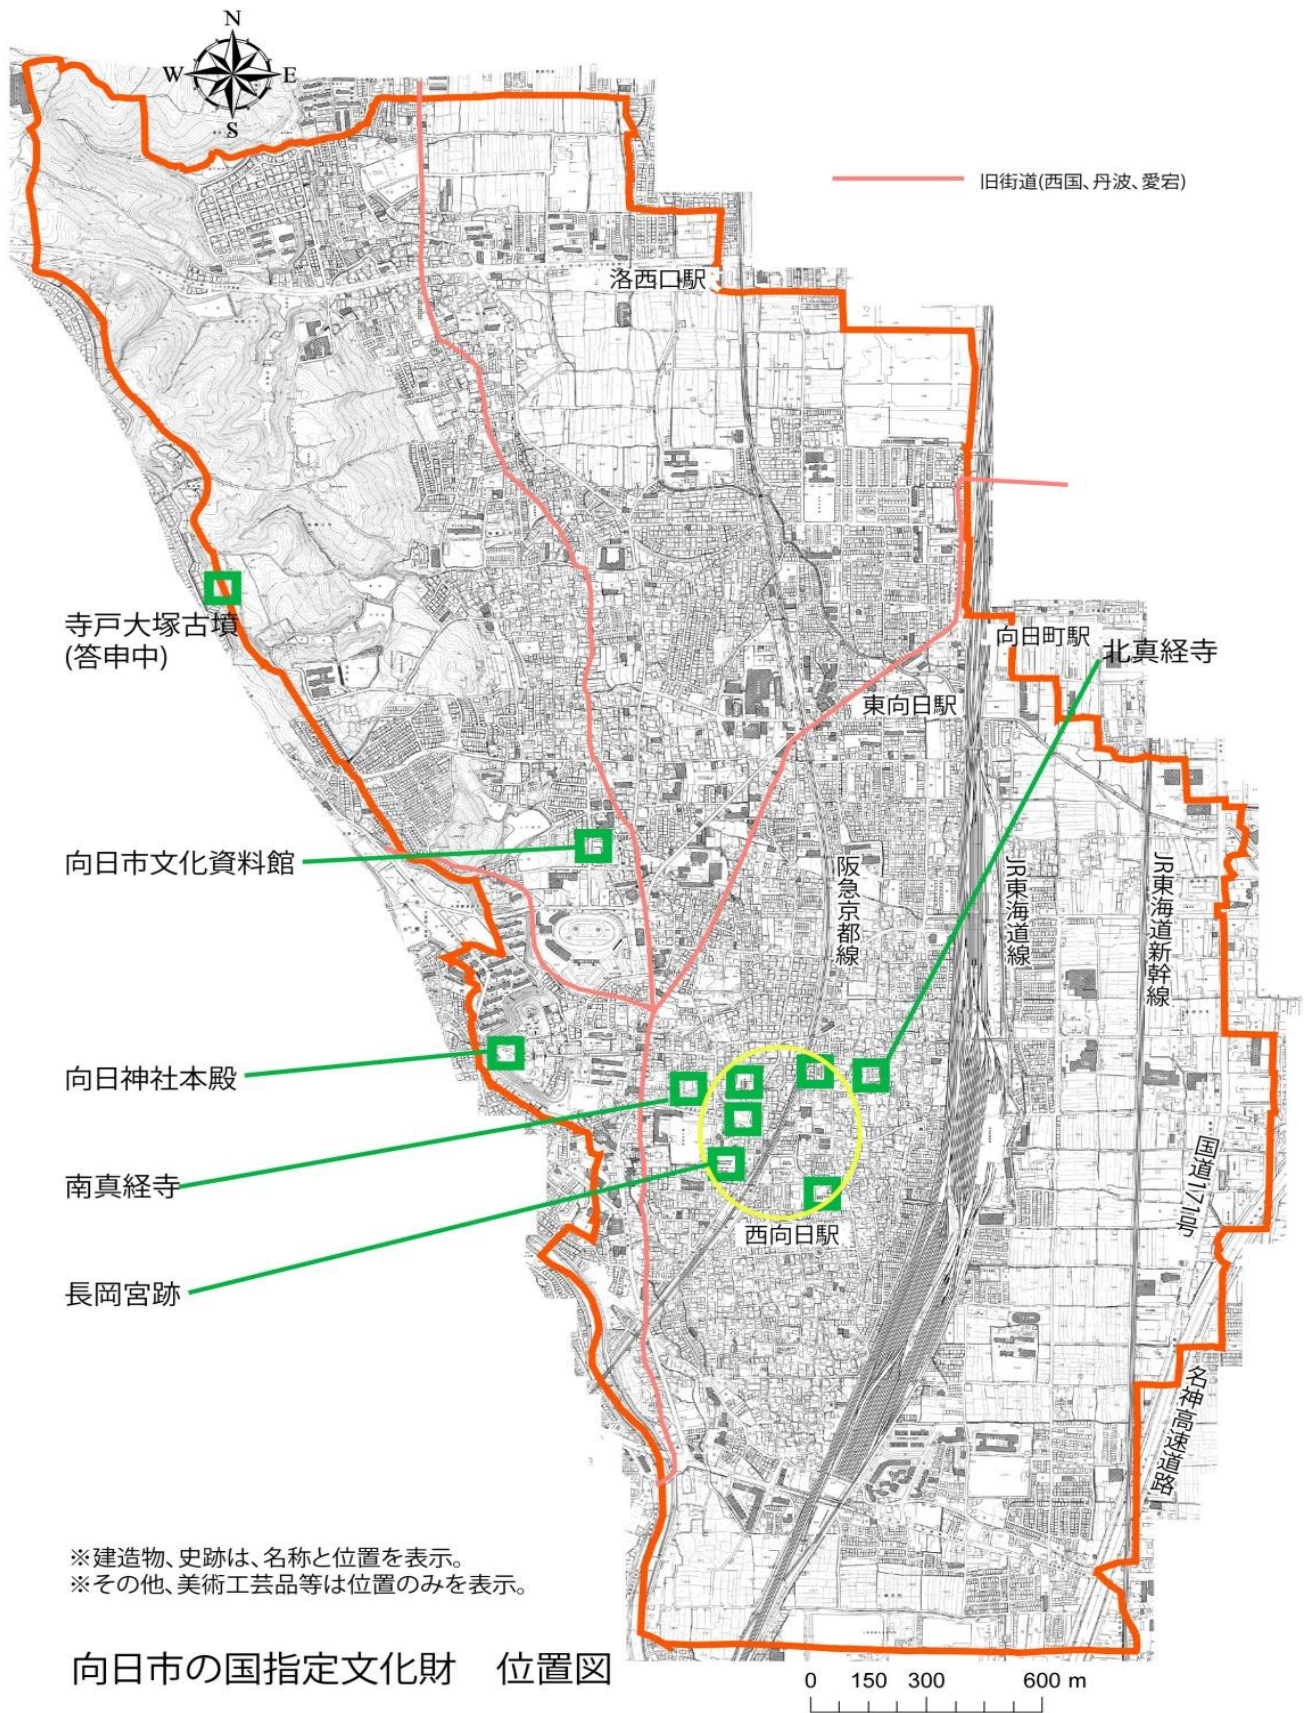 N
W E
S
旧街道(西国、丹波、愛宕)
洛西口駅
寺戸大塚古墳
(答申中)
向日町駅
北真経寺
東向日駅
向日市文化資料館
阪急京都線
JR東海道線
JR東海道新幹線
向日神社本殿
南真経寺
国道171号
西向日駅
長岡宮跡
名神高速道路
※建造物、史跡は、名称と位置を表示。
※その他、美術工芸品等は位置のみを表示。
向日市の国指定文化財　位置図
0 150 300 600 m